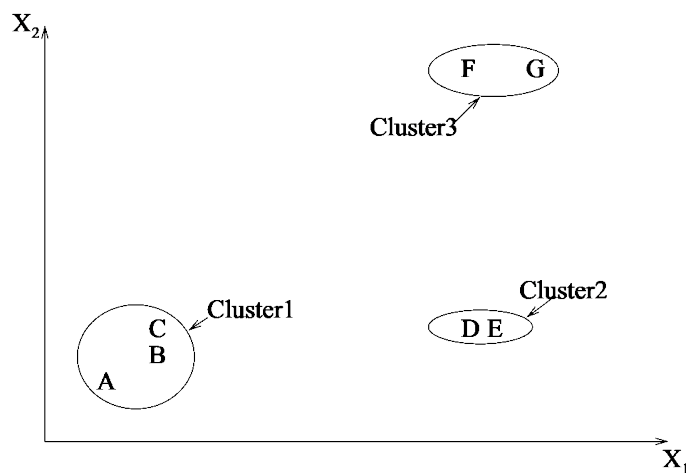 X₂
F G
Cluster3
Cluster2
Cluster1
C
D E
B
A
X₁